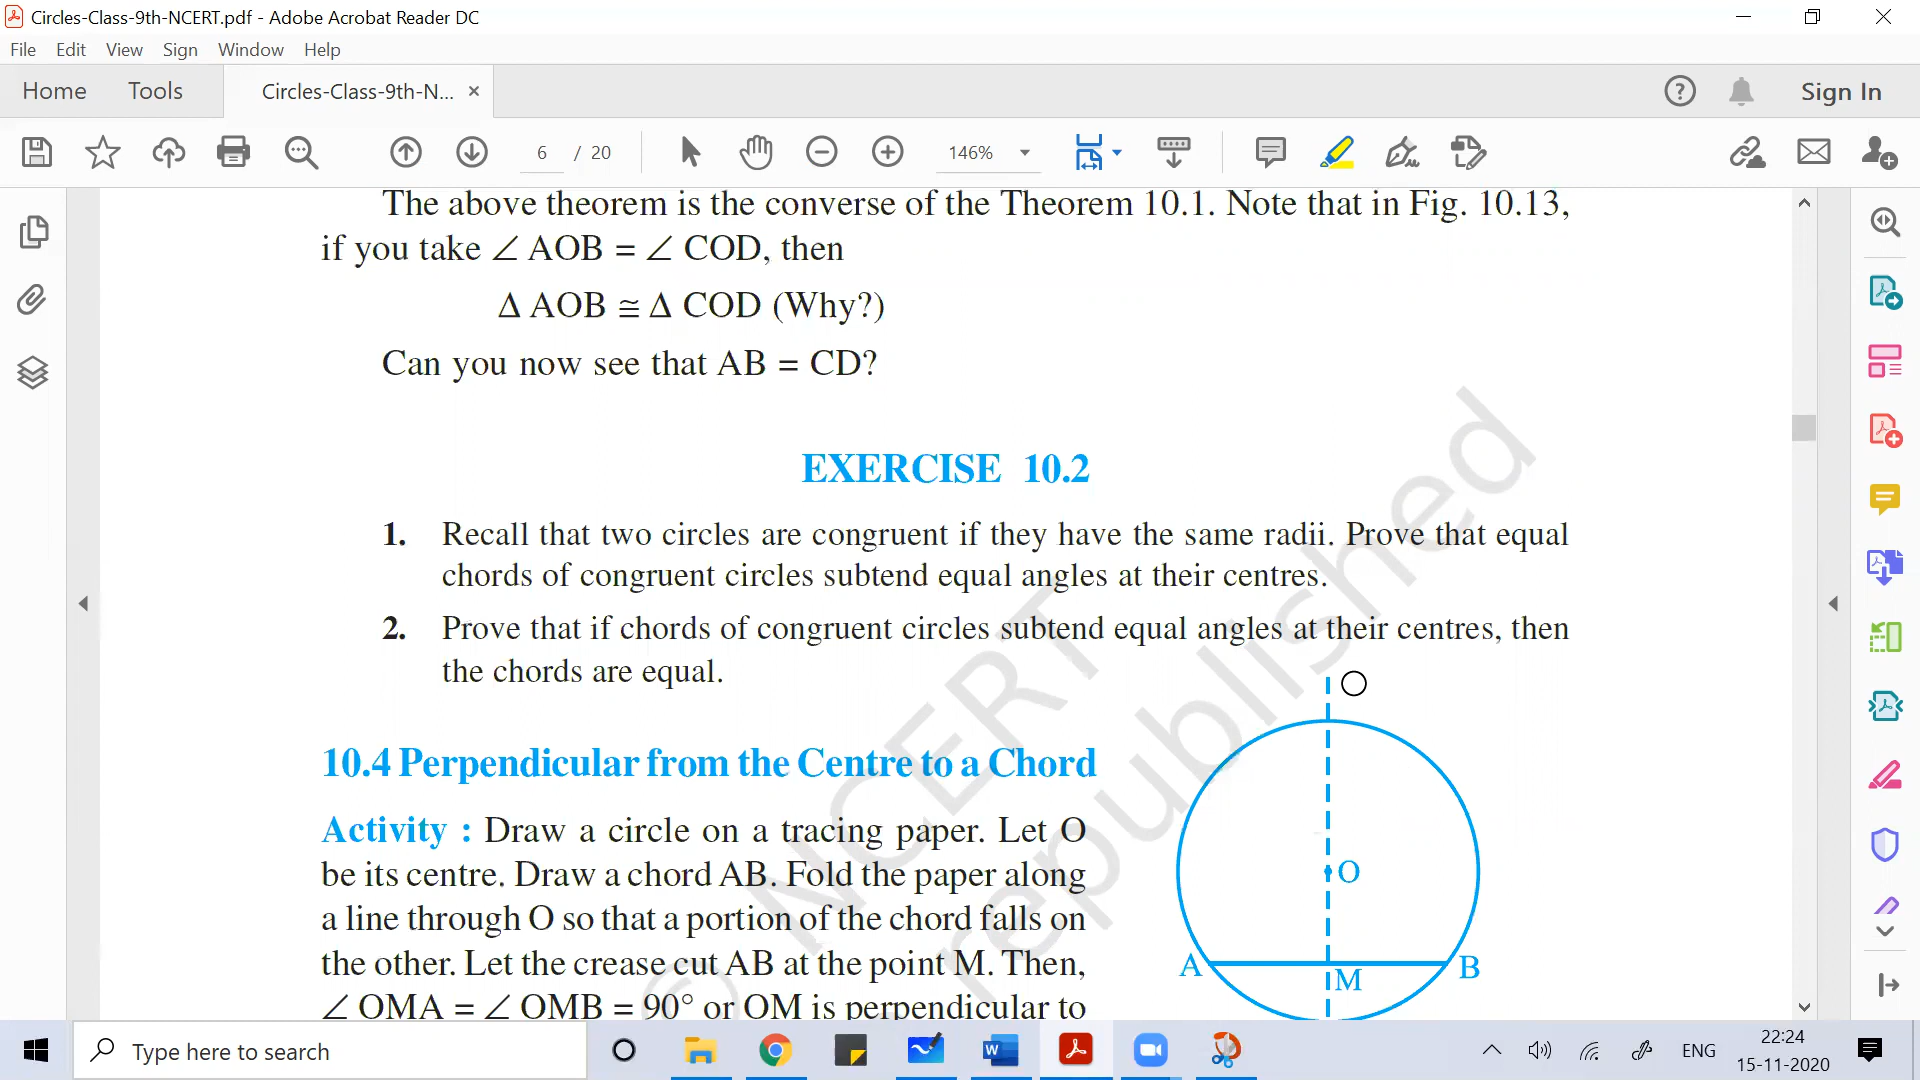 Circles-Class-9th-NCERT.pdf - Adobe Acrobat Reader DC
File Edit View Sign Window Help
Home Tools Circles-Class-9th-N... × Sign In
6 / 20 146%
The above theorem is the converse of the Theorem 10.1. Note that in Fig. 10.13,
if you take ∠ AOB = ∠ COD, then
Δ AOB ≅ Δ COD (Why?)
Can you now see that AB = CD?
EXERCISE 10.2
1. Recall that two circles are congruent if they have the same radii. Prove that equal
chords of congruent circles subtend equal angles at their centres.
2. Prove that if chords of congruent circles subtend equal angles at their centres, then
the chords are equal.
10.4 Perpendicular from the Centre to a Chord
Activity : Draw a circle on a tracing paper. Let O
be its centre. Draw a chord AB. Fold the paper along
a line through O so that a portion of the chord falls on
the other. Let the crease cut AB at the point M. Then,
∠ OMA = ∠ OMB = 90° or OM is perpendicular to
O
A M B
© NCERT
republished
Type here to search
ENG
22:24
15-11-2020